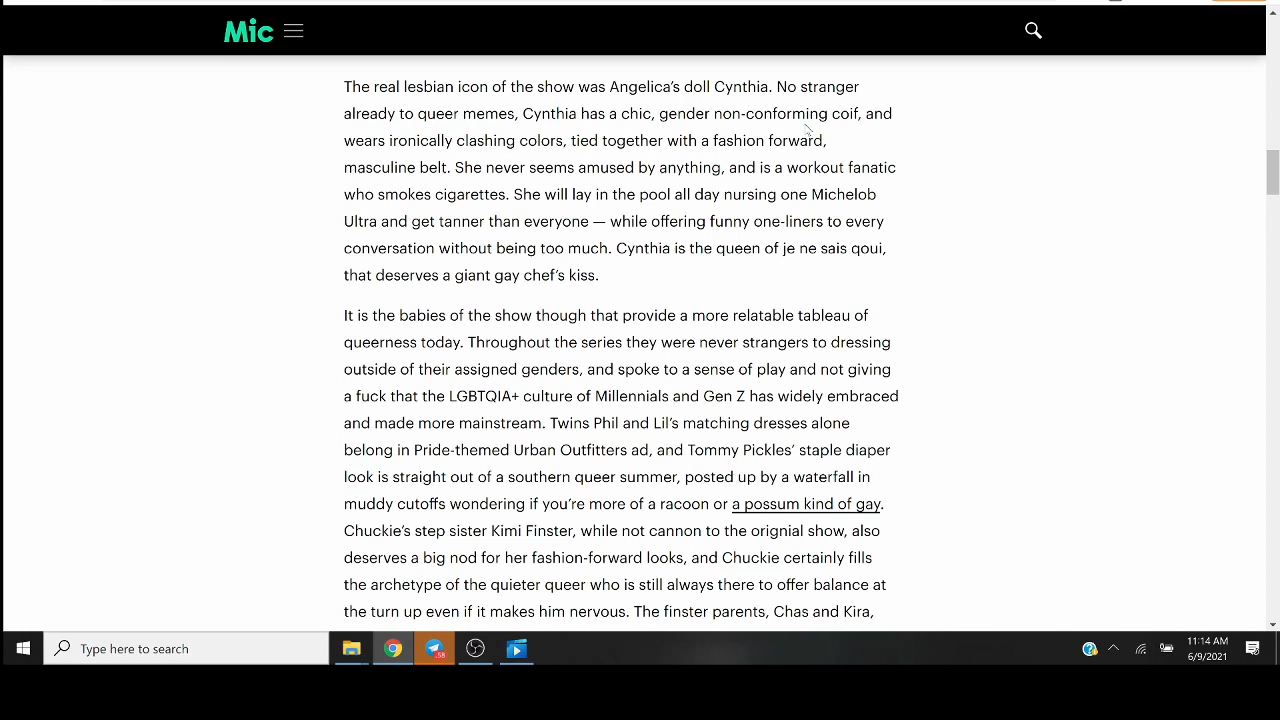 Mic
The real lesbian icon of the show was Angelica's doll Cynthia. No stranger
already to queer memes, Cynthia has a chic, gender non-conforming coif, and
wears ironically clashing colors, tied together with a fashion forward,
masculine belt. She never seems amused by anything, and is a workout fanatic
who smokes cigarettes. She will lay in the pool all day nursing one Michelob
Ultra and get tanner than everyone — while offering funny one-liners to every
conversation without being too much. Cynthia is the queen of je ne sais qoui,
that deserves a giant gay chef's kiss.
It is the babies of the show though that provide a more relatable tableau of
queerness today. Throughout the series they were never strangers to dressing
outside of their assigned genders, and spoke to a sense of play and not giving
a fuck that the LGBTQIA+ culture of Millennials and Gen Z has widely embraced
and made more mainstream. Twins Phil and Lil's matching dresses alone
belong in Pride-themed Urban Outfitters ad, and Tommy Pickles' staple diaper
look is straight out of a southern queer summer, posted up by a waterfall in
muddy cutoffs wondering if you're more of a racoon or a possum kind of gay.
Chuckie's step sister Kimi Finster, while not cannon to the orignial show, also
deserves a big nod for her fashion-forward looks, and Chuckie certainly fills
the archetype of the quieter queer who is still always there to offer balance at
the turn up even if it makes him nervous. The finster parents, Chas and Kira,
Type here to search
58
11:14 AM
6/9/2021